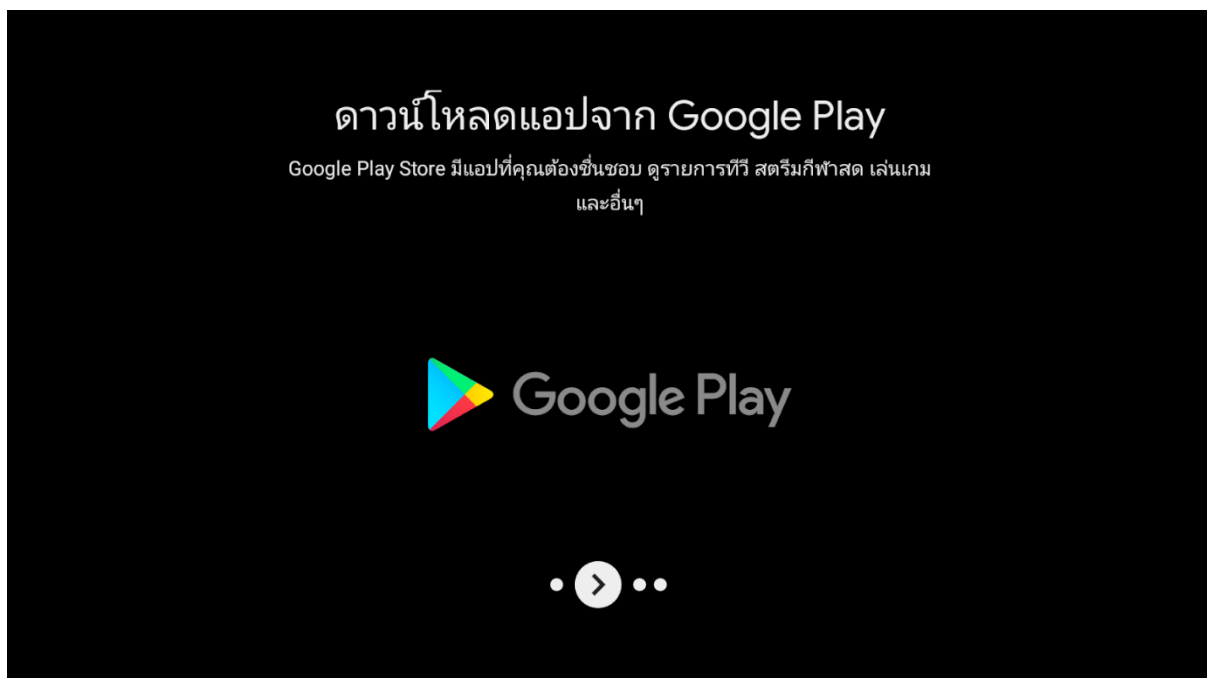 ดาวน์โหลดแอปจาก Google Play
Google Play Store มีแอปที่คุณต้องชื่นชอบ ดูรายการทีวี สตรีมกีฬาสด เล่นเกม
และอื่นๆ
Google Play